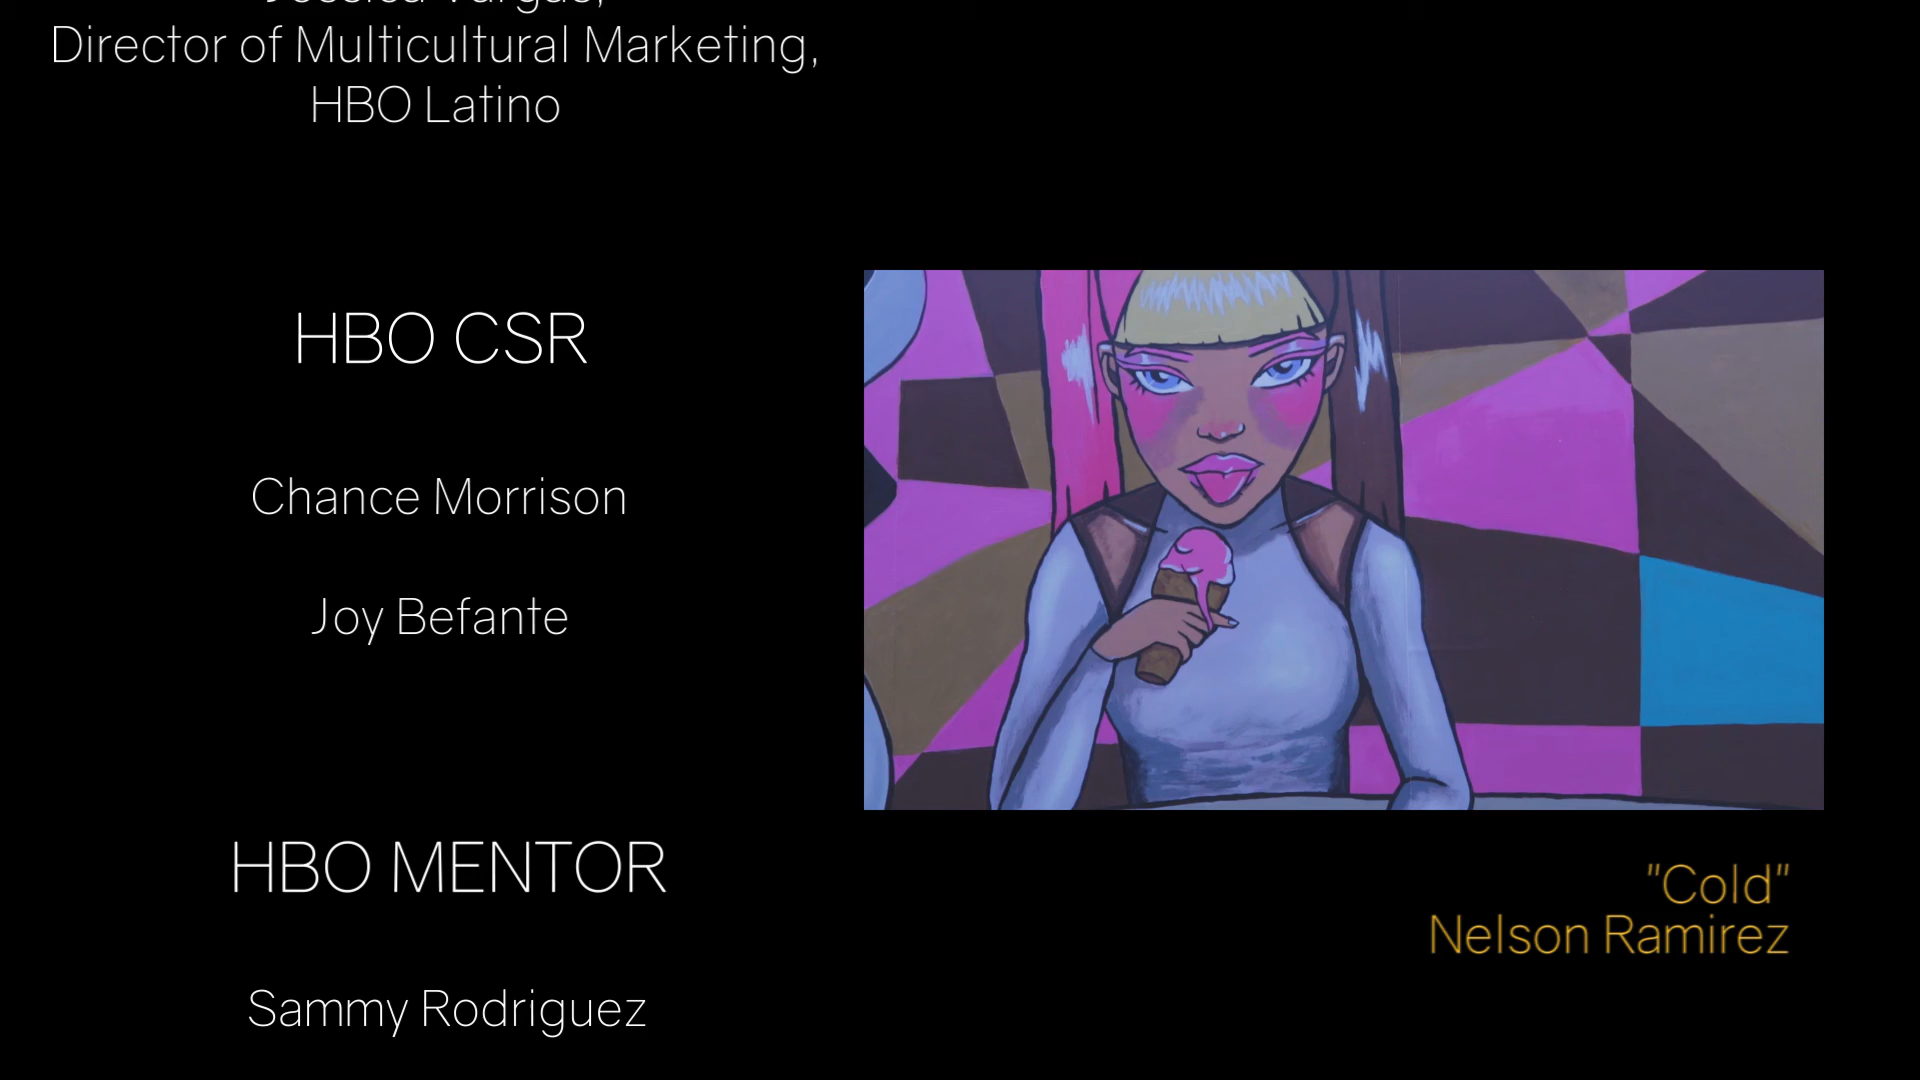 Director of Multicultural Marketing,
HBO Latino
HBO CSR
Chance Morrison
Joy Befante
HBO MENTOR
Sammy Rodriguez
"Cold"
Nelson Ramirez